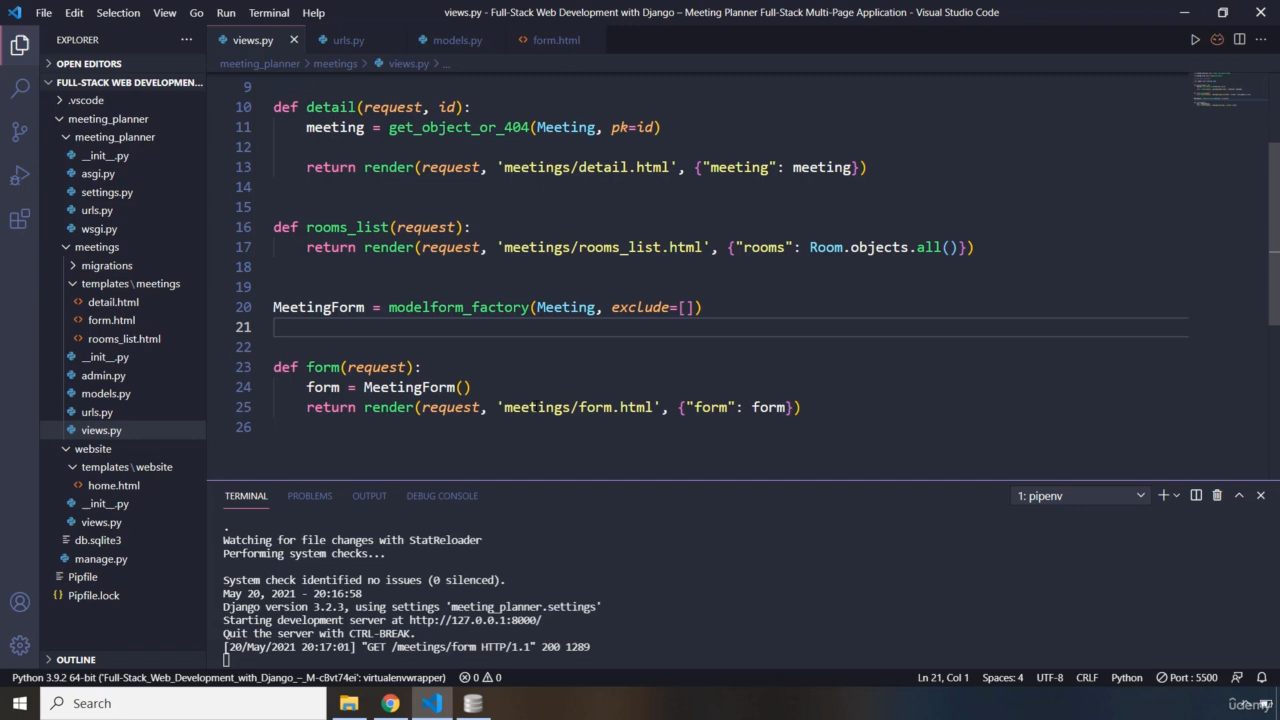 File Edit Selection View Go Run Terminal Help
views.py - Full-Stack Web Development with Django – Meeting Planner Full-Stack Multi-Page Application - Visual Studio Code
EXPLORER
OPEN EDITORS
FULL-STACK WEB DEVELOPMENT...
.vscode
meeting_planner
meeting_planner
__init__.py
asgi.py
settings.py
urls.py
wsgi.py
meetings
migrations
templates\meetings
detail.html
form.html
rooms_list.html
__init__.py
admin.py
models.py
urls.py
views.py
website
templates\website
home.html
__init__.py
views.py
db.sqlite3
manage.py
Pipfile
Pipfile.lock
OUTLINE
views.py urls.py models.py form.html
meeting_planner > meetings > views.py > ...
9
10 def detail(request, id):
11 meeting = get_object_or_404(Meeting, pk=id)
12
13 return render(request, 'meetings/detail.html', {"meeting": meeting})
14
15
16 def rooms_list(request):
17 return render(request, 'meetings/rooms_list.html', {"rooms": Room.objects.all()})
18
19
20 MeetingForm = modelform_factory(Meeting, exclude=[])
21
22
23 def form(request):
24 form = MeetingForm()
25 return render(request, 'meetings/form.html', {"form": form})
26
TERMINAL PROBLEMS OUTPUT DEBUG CONSOLE
1: pipenv
.
Watching for file changes with StatReloader
Performing system checks...
System check identified no issues (0 silenced).
May 20, 2021 - 20:16:58
Django version 3.2.3, using settings 'meeting_planner.settings'
Starting development server at http://127.0.0.1:8000/
Quit the server with CTRL-BREAK.
[20/May/2021 20:17:01] "GET /meetings/form HTTP/1.1" 200 1289
Python 3.9.2 64-bit ('Full-Stack_Web_Development_with_Django_-_M-cBvt74ei': virtualenvwrapper) 0 0
Ln 21, Col 1 Spaces: 4 UTF-8 CRLF Python Port : 5500
Search
udemy